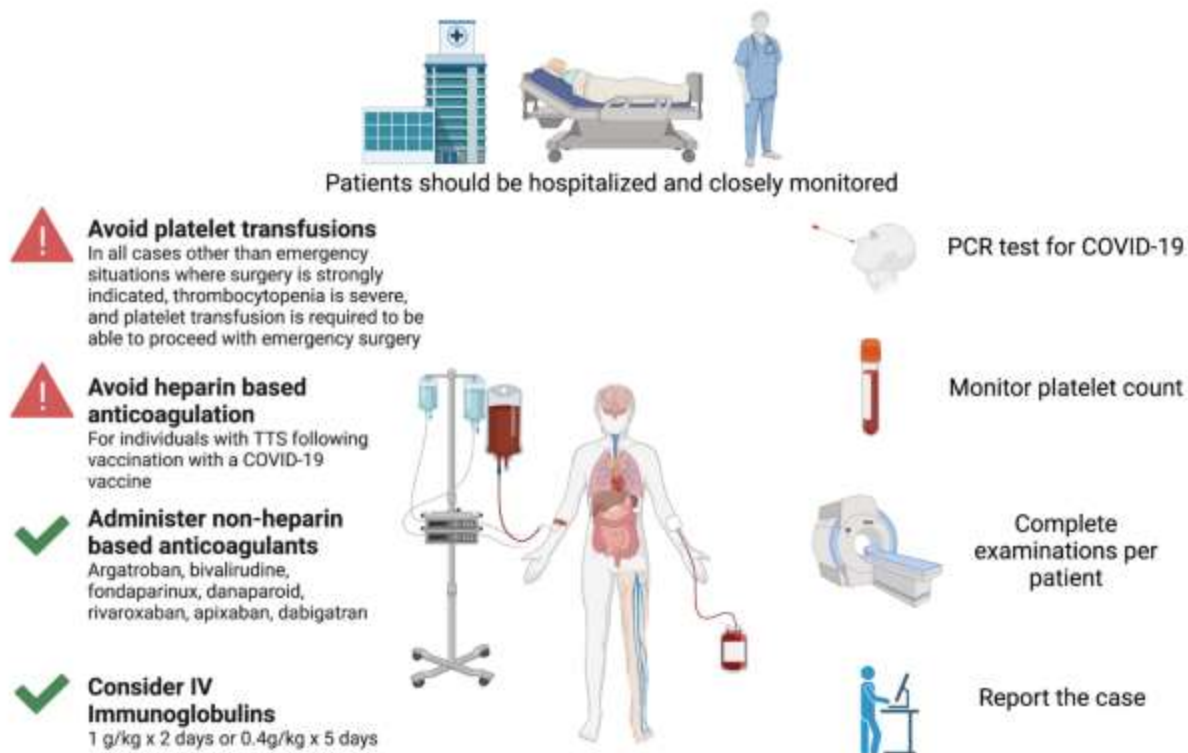 Patients should be hospitalized and closely monitored
Avoid platelet transfusions
In all cases other than emergency
situations where surgery is strongly
indicated, thrombocytopenia is severe,
and platelet transfusion is required to be
able to proceed with emergency surgery
Avoid heparin based
anticoagulation
For individuals with TTS following
vaccination with a COVID-19
vaccine
Administer non-heparin
based anticoagulants
Argatroban, bivalirudine,
fondaparinux, danaparoid,
rivaroxaban, apixaban, dabigatran
Consider IV
Immunoglobulins
1 g/kg x 2 days or 0.4g/kg x 5 days
PCR test for COVID-19
Monitor platelet count
Complete
examinations per
patient
Report the case